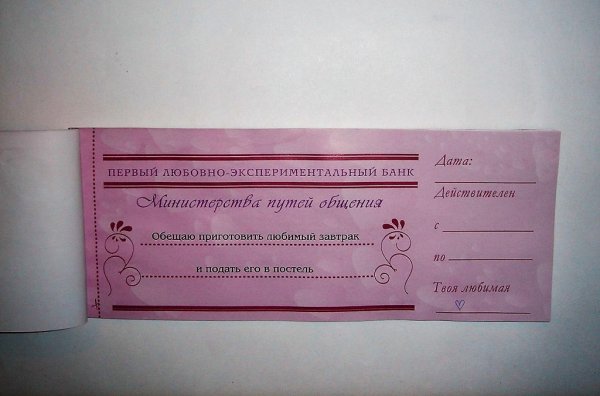 ПЕРВЫЙ ЛЮБОВНО-ЭКСПЕРИМЕНТАЛЬНЫЙ БАНК
Министерства путей общения
Обещаю приготовить любимый завтрак
и подать его в постель
Дата:
Действителен
с
по
Твоя любимая